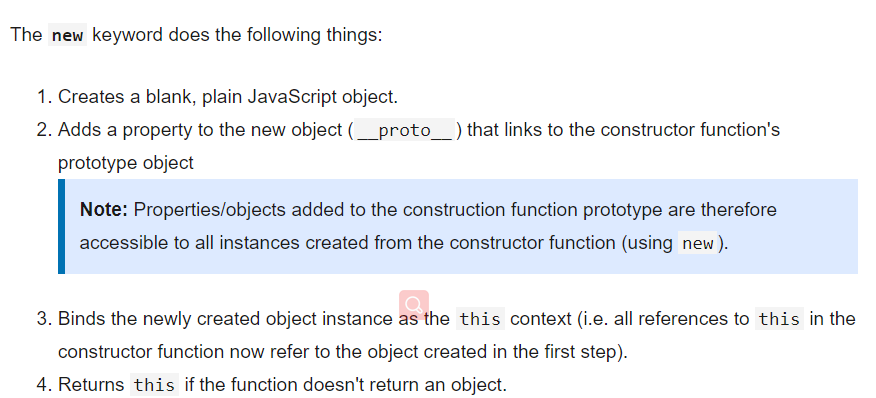 The new keyword does the following things:
1. Creates a blank, plain JavaScript object.
2. Adds a property to the new object (__proto__) that links to the constructor function's
prototype object
Note: Properties/objects added to the construction function prototype are therefore
accessible to all instances created from the constructor function (using new).
3. Binds the newly created object instance as the this context (i.e. all references to this in the
constructor function now refer to the object created in the first step).
4. Returns this if the function doesn't return an object.